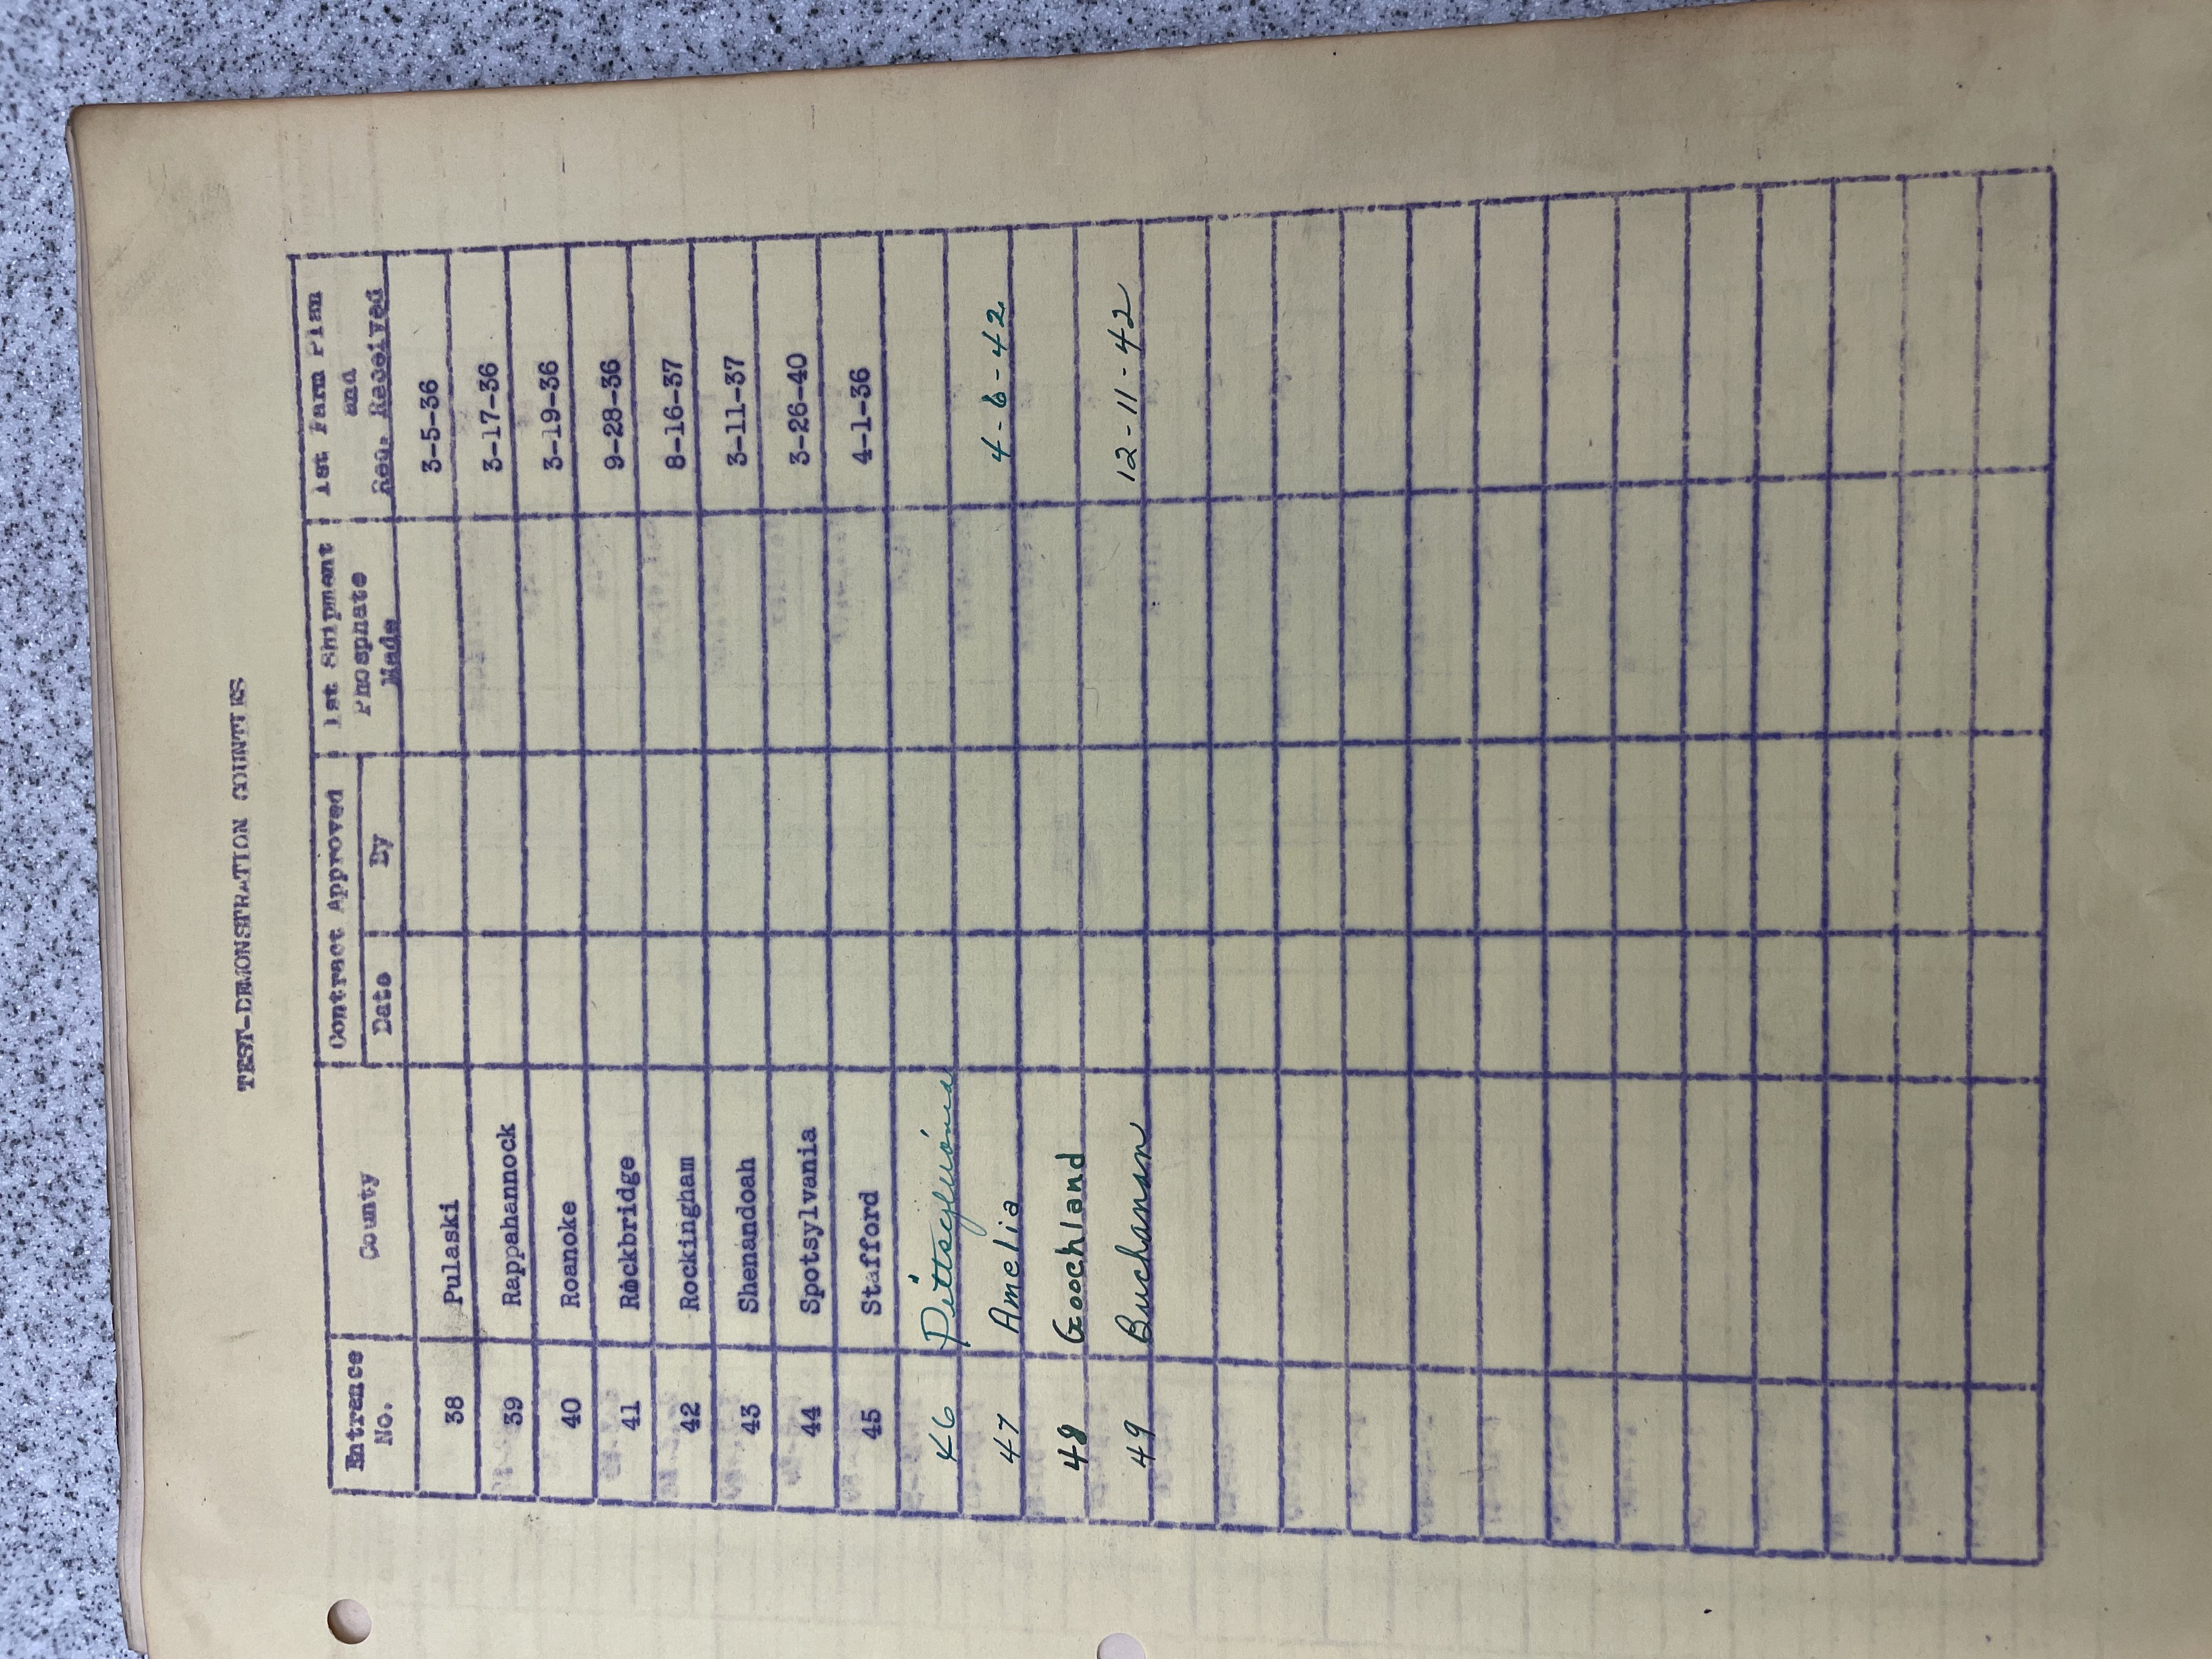 TEST-DEMONSTRATION COUNTIES
Entrance No. County Contract Approved Date By 1st Shipment Phosphate Made 1st Farm Plan and Req. Received
38 Pulaski 3-5-36
39 Rappahannock 3-17-36
40 Roanoke 3-19-36
41 Rockbridge 9-28-36
42 Rockingham 8-16-37
43 Shenandoah 3-11-37
44 Spotsylvania 3-26-40
45 Stafford 4-1-36
46 Pittsylvania
47 Amelia 4-6-42
48 Goochland
49 Buchanan 12-11-42